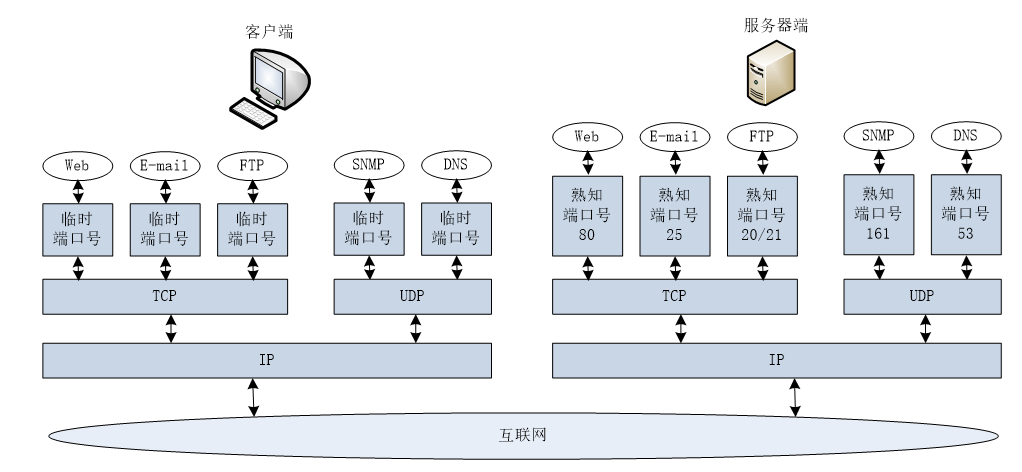 客户端
服务器端
Web
E-mail
FTP
SNMP
DNS
Web
E-mail
FTP
SNMP
DNS
临时
端口号
临时
端口号
临时
端口号
临时
端口号
临时
端口号
熟知
端口号
80
熟知
端口号
25
熟知
端口号
20/21
熟知
端口号
161
熟知
端口号
53
TCP
UDP
TCP
UDP
IP
IP
互联网